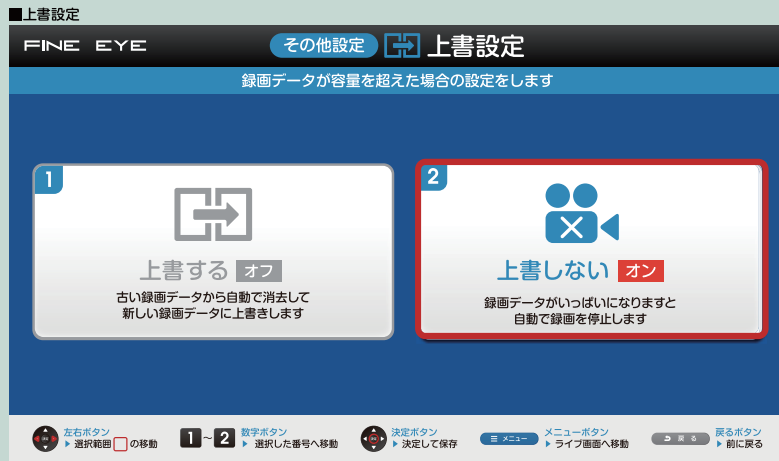 ■上書設定
FINE EYE
その他設定
上書設定
録画データが容量を超えた場合の設定をします
1
上書する オフ
古い録画データから自動で消去して
新しい録画データに上書きします
2
上書しない オン
録画データがいっぱいになりますと
自動で録画を停止します
左右ボタン
▶ 選択範囲 の移動
1 ~ 2
数字ボタン
▶ 選択した番号へ移動
決定ボタン
▶ 決定して保存
メニュー
メニューボタン
▶ ライブ画面へ移動
戻る
戻るボタン
▶ 前に戻る